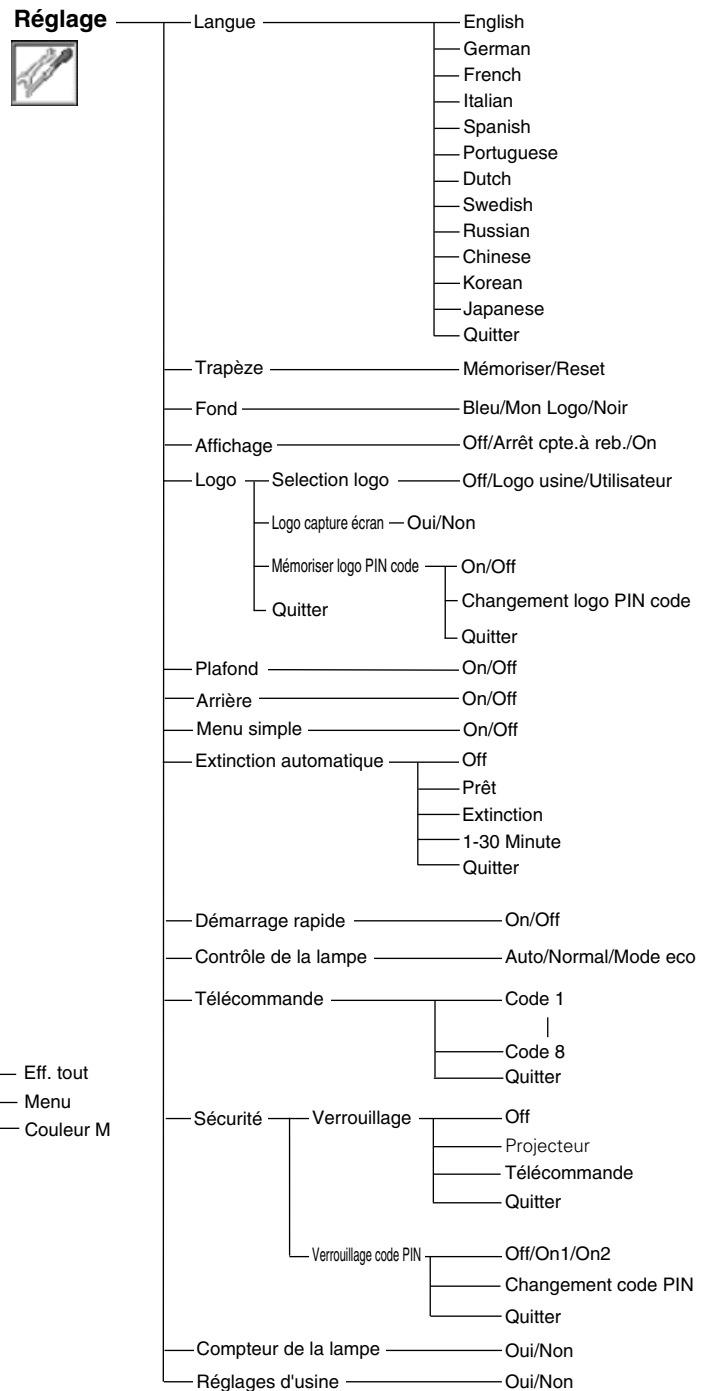 Réglage Langue English
German
French
Italian
Spanish
Portuguese
Dutch
Swedish
Russian
Chinese
Korean
Japanese
Quitter
Trapèze Mémoriser/Reset
Fond Bleu/Mon Logo/Noir
Affichage Off/Arrêt cpte.à reb./On
Logo Selection logo Off/Logo usine/Utilisateur
Logo capture écran Oui/Non
Mémoriser logo PIN code On/Off
Changement logo PIN code
Quitter
Quitter
Plafond On/Off
Arrière On/Off
Menu simple On/Off
Extinction automatique Off
Prêt
Extinction
1-30 Minute
Quitter
Démarrage rapide On/Off
Contrôle de la lampe Auto/Normal/Mode eco
Télécommande Code 1
Code 8
Quitter
Eff. tout
Menu
Couleur M
Sécurité Verrouillage Off
Projecteur
Télécommande
Quitter
Verrouillage code PIN Off/On1/On2
Changement code PIN
Quitter
Compteur de la lampe Oui/Non
Réglages d'usine Oui/Non